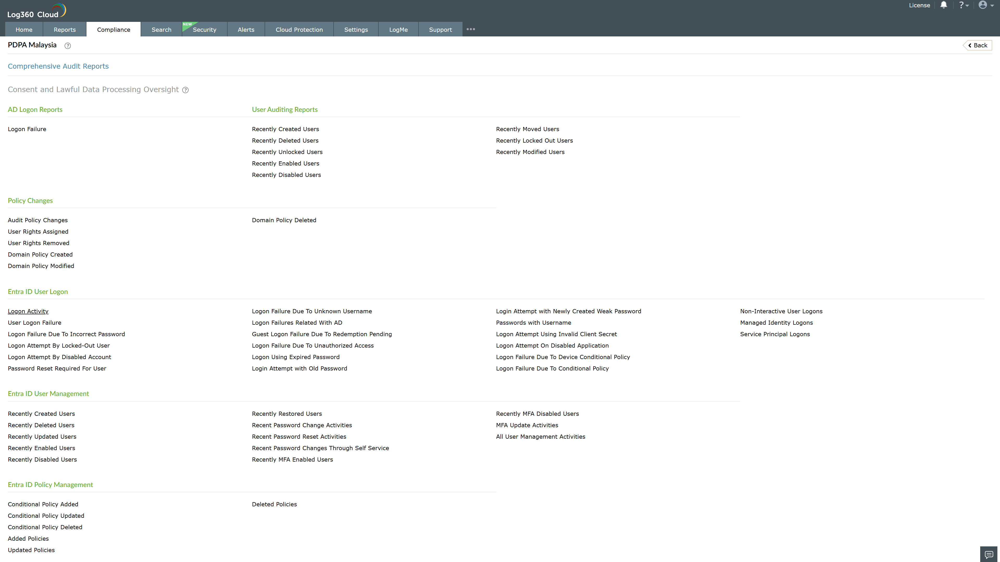 Log360 Cloud
License
?
Home
Reports
Compliance
Search
NEW
Security
Alerts
Cloud Protection
Settings
LogMe
Support
PDPA Malaysia ?
Back
Comprehensive Audit Reports
Consent and Lawful Data Processing Oversight ?
AD Logon Reports
Logon Failure
User Auditing Reports
Recently Created Users
Recently Deleted Users
Recently Unlocked Users
Recently Enabled Users
Recently Disabled Users
Recently Moved Users
Recently Locked Out Users
Recently Modified Users
Policy Changes
Audit Policy Changes
User Rights Assigned
User Rights Removed
Domain Policy Created
Domain Policy Modified
Domain Policy Deleted
Entra ID User Logon
Logon Activity
User Logon Failure
Logon Failure Due To Incorrect Password
Logon Attempt By Locked-Out User
Logon Attempt By Disabled Account
Password Reset Required For User
Logon Failure Due To Unknown Username
Logon Failures Related With AD
Guest Logon Failure Due To Redemption Pending
Logon Failure Due To Unauthorized Access
Logon Using Expired Password
Login Attempt with Old Password
Login Attempt with Newly Created Weak Password
Passwords with Username
Logon Attempt Using Invalid Client Secret
Logon Attempt On Disabled Application
Logon Failure Due To Device Conditional Policy
Logon Failure Due To Conditional Policy
Non-Interactive User Logons
Managed Identity Logons
Service Principal Logons
Entra ID User Management
Recently Created Users
Recently Deleted Users
Recently Updated Users
Recently Enabled Users
Recently Disabled Users
Recently Restored Users
Recent Password Change Activities
Recent Password Reset Activities
Recent Password Changes Through Self Service
Recently MFA Enabled Users
Recently MFA Disabled Users
MFA Update Activities
All User Management Activities
Entra ID Policy Management
Conditional Policy Added
Conditional Policy Updated
Conditional Policy Deleted
Added Policies
Updated Policies
Deleted Policies